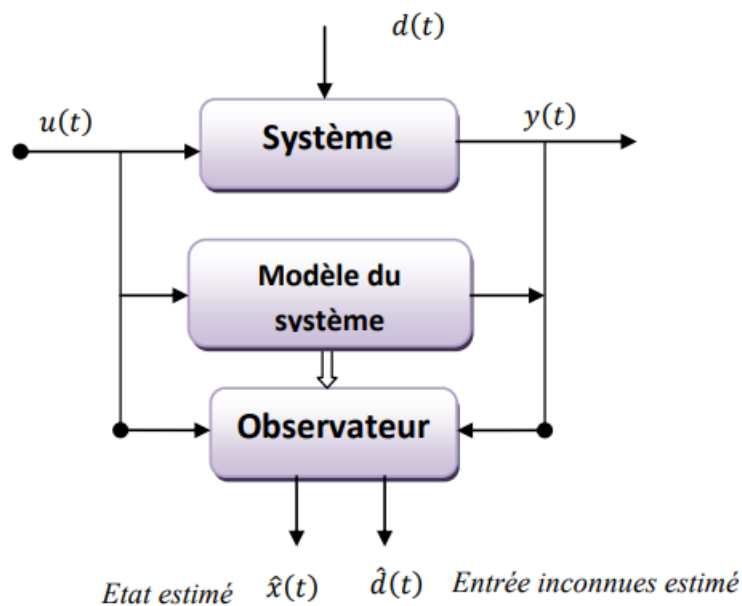 d(t)
u(t)
Système
y(t)
Modèle du
système
Observateur
Etat estimé x̂(t) d̂(t) Entrée inconnues estimé